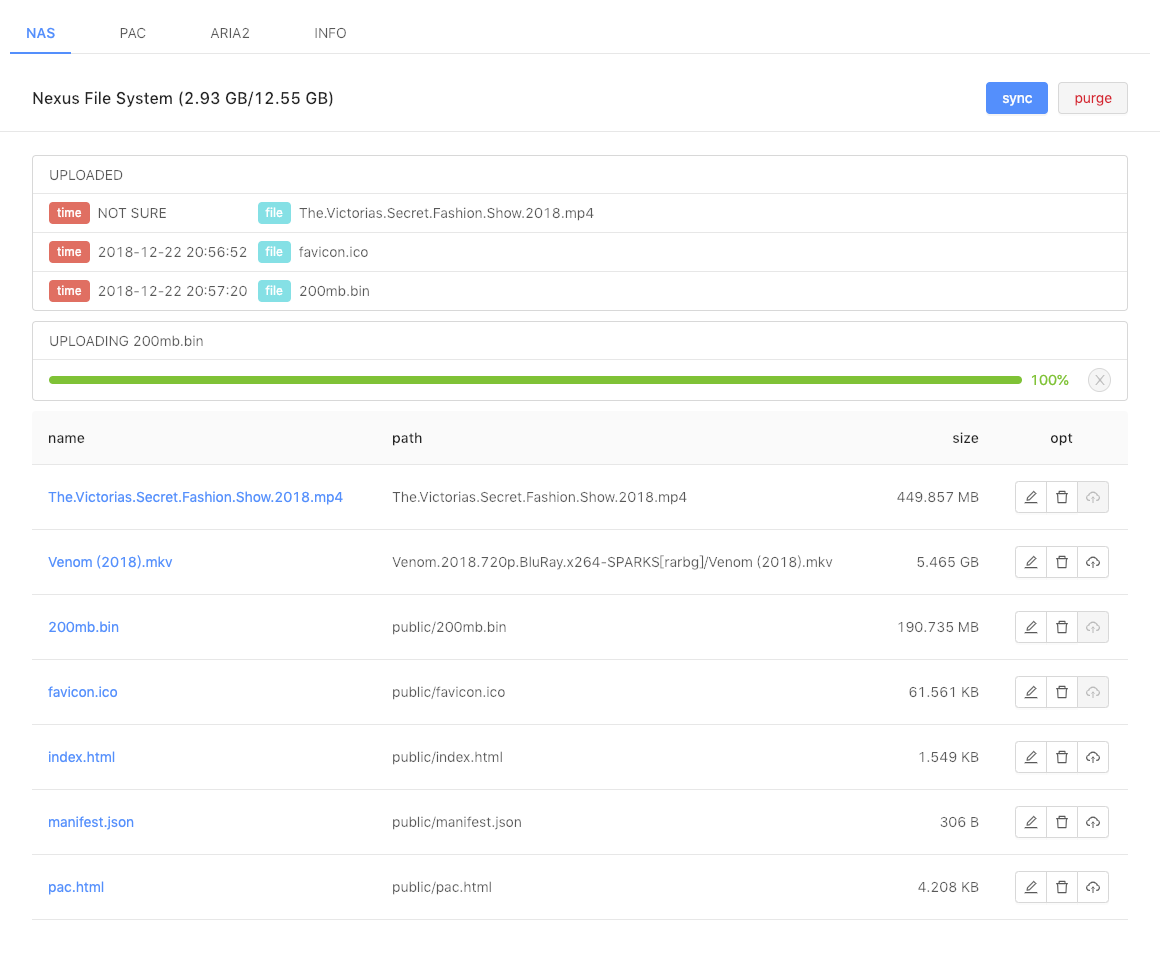 NAS PAC ARIA2 INFO
Nexus File System (2.93 GB/12.55 GB) sync purge
UPLOADED
time NOT SURE file The.Victorias.Secret.Fashion.Show.2018.mp4
time 2018-12-22 20:56:52 file favicon.ico
time 2018-12-22 20:57:20 file 200mb.bin
UPLOADING 200mb.bin
100% X
name path size opt
The.Victorias.Secret.Fashion.Show.2018.mp4 The.Victorias.Secret.Fashion.Show.2018.mp4 449.857 MB
Venom (2018).mkv Venom.2018.720p.BluRay.x264-SPARKS[rarbg]/Venom (2018).mkv 5.465 GB
200mb.bin public/200mb.bin 190.735 MB
favicon.ico public/favicon.ico 61.561 KB
index.html public/index.html 1.549 KB
manifest.json public/manifest.json 306 B
pac.html public/pac.html 4.208 KB